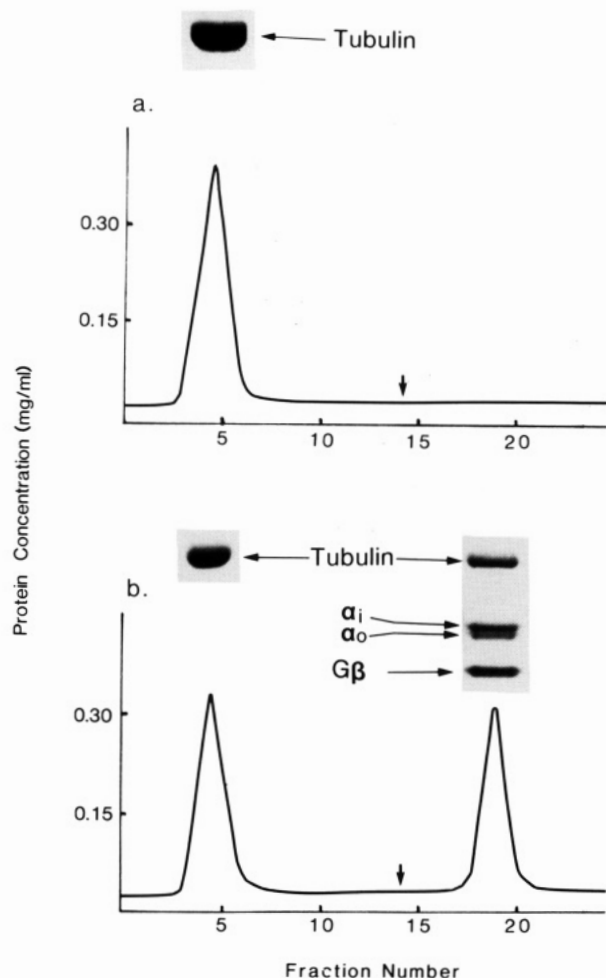 Tubulin
a.
0.30
0.15
5 10 15 20
Protein Concentration (mg/ml)
Tubulin
b.
αi
αo
Gβ
0.30
0.15
5 10 15 20
Fraction Number